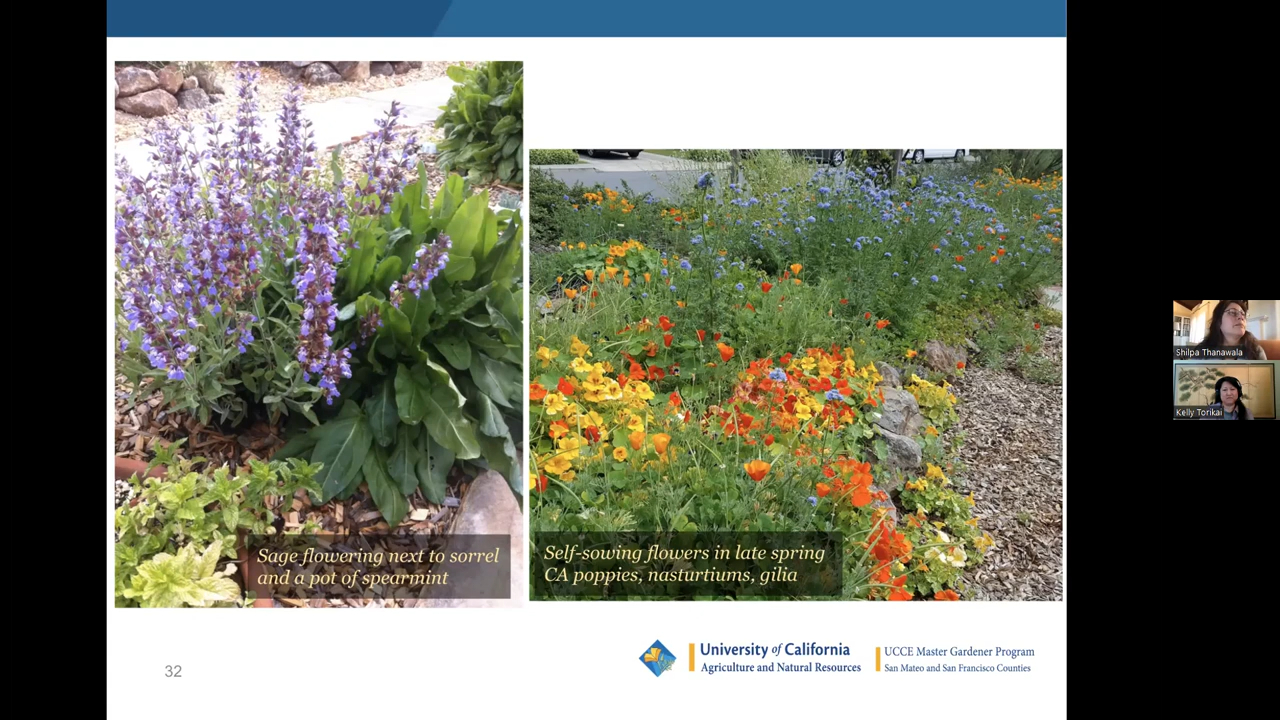 Sage flowering next to sorrel
and a pot of spearmint
Self-sowing flowers in late spring
CA poppies, nasturtiums, gilia
Shilpa Thanawala
Kelly Torikai
32
University of California
Agriculture and Natural Resources
UCCE Master Gardener Program
San Mateo and San Francisco Counties